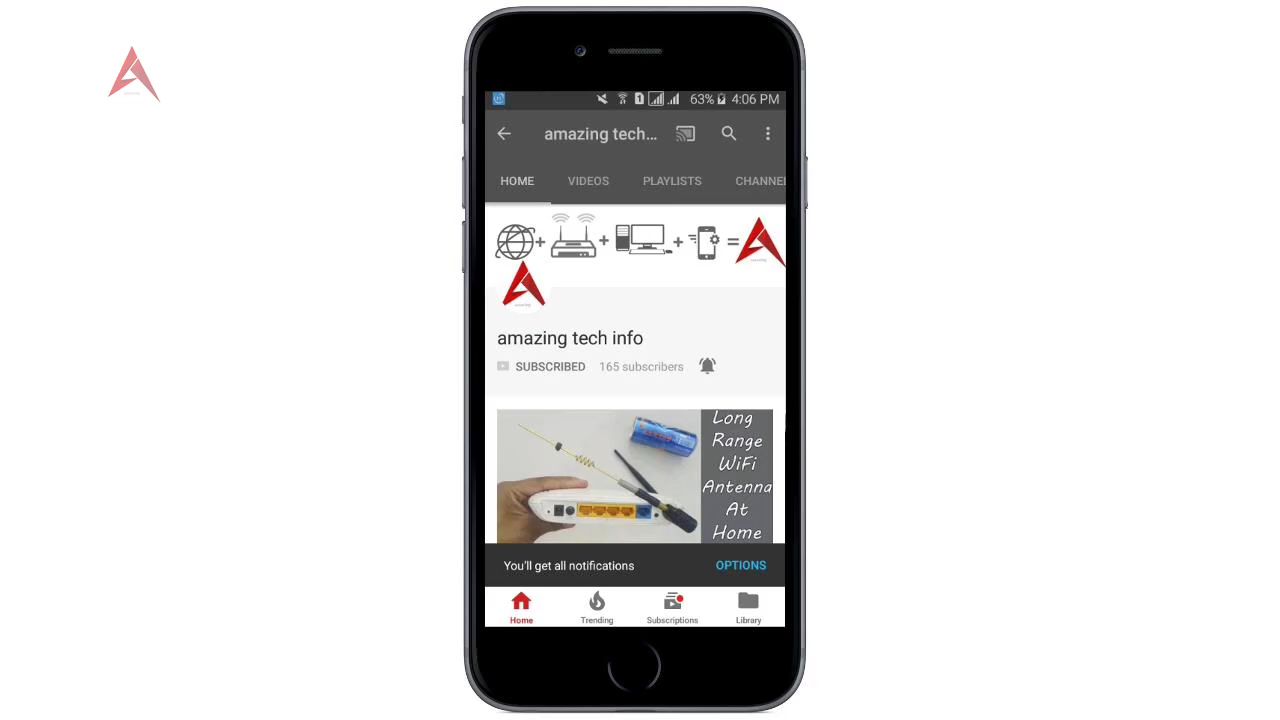 63% 4:06 PM
amazing tech...
HOME VIDEOS PLAYLISTS CHANNE
amazing tech info
SUBSCRIBED 165 subscribers
Long
Range
WiFi
Antenna
At
Home
You'll get all notifications OPTIONS
Home Trending Subscriptions Library